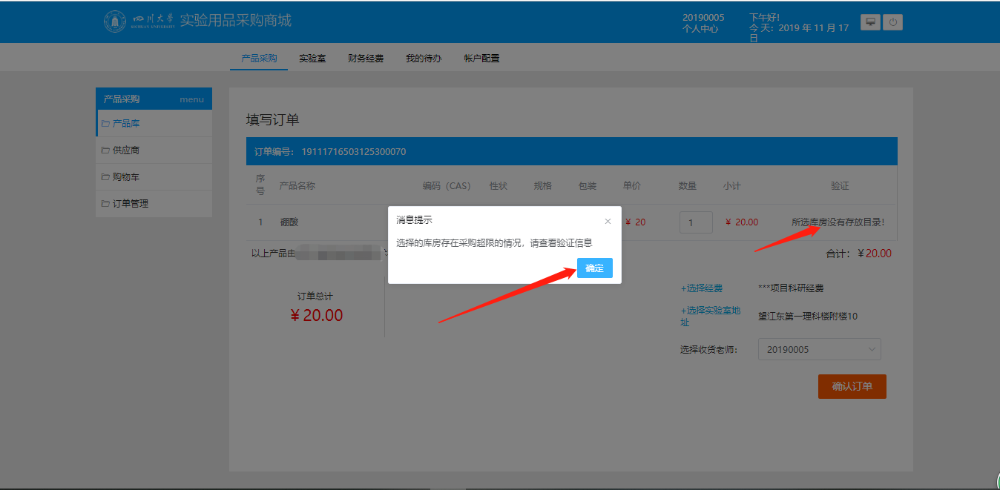 四川大学 实验用品采购商城
SICHUAN UNIVERSITY
20190005
个人中心
下午好！
今 天：2019 年 11 月 17
日
产品采购 实验室 财务经费 我的待办 帐户配置
产品采购 menu
产品库
供应商
购物车
订单管理
填写订单
订单编号： 19111716503125300070
序号 产品名称 编码（CAS） 性状 规格 包装 单价 数量 小计 验证
1 硼酸 ¥ 20 1 ¥ 20.00 所选库房没有存放目录！
消息提示 ×
选择的库房存在采购超限的情况，请查看验证信息
确定
以上产品由
合计：¥20.00
订单总计
¥ 20.00
+选择经费 ***项目科研经费
+选择实验室地
址
望江东第一理科楼附楼10
选择收货老师： 20190005
确认订单